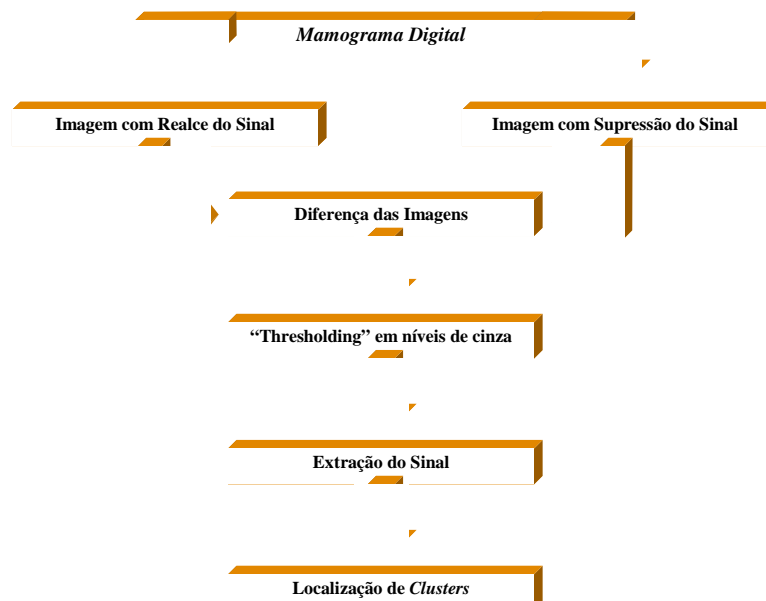 Mamograma Digital
Imagem com Realce do Sinal
Imagem com Supressão do Sinal
Diferença das Imagens
“Thresholding” em níveis de cinza
Extração do Sinal
Localização de Clusters